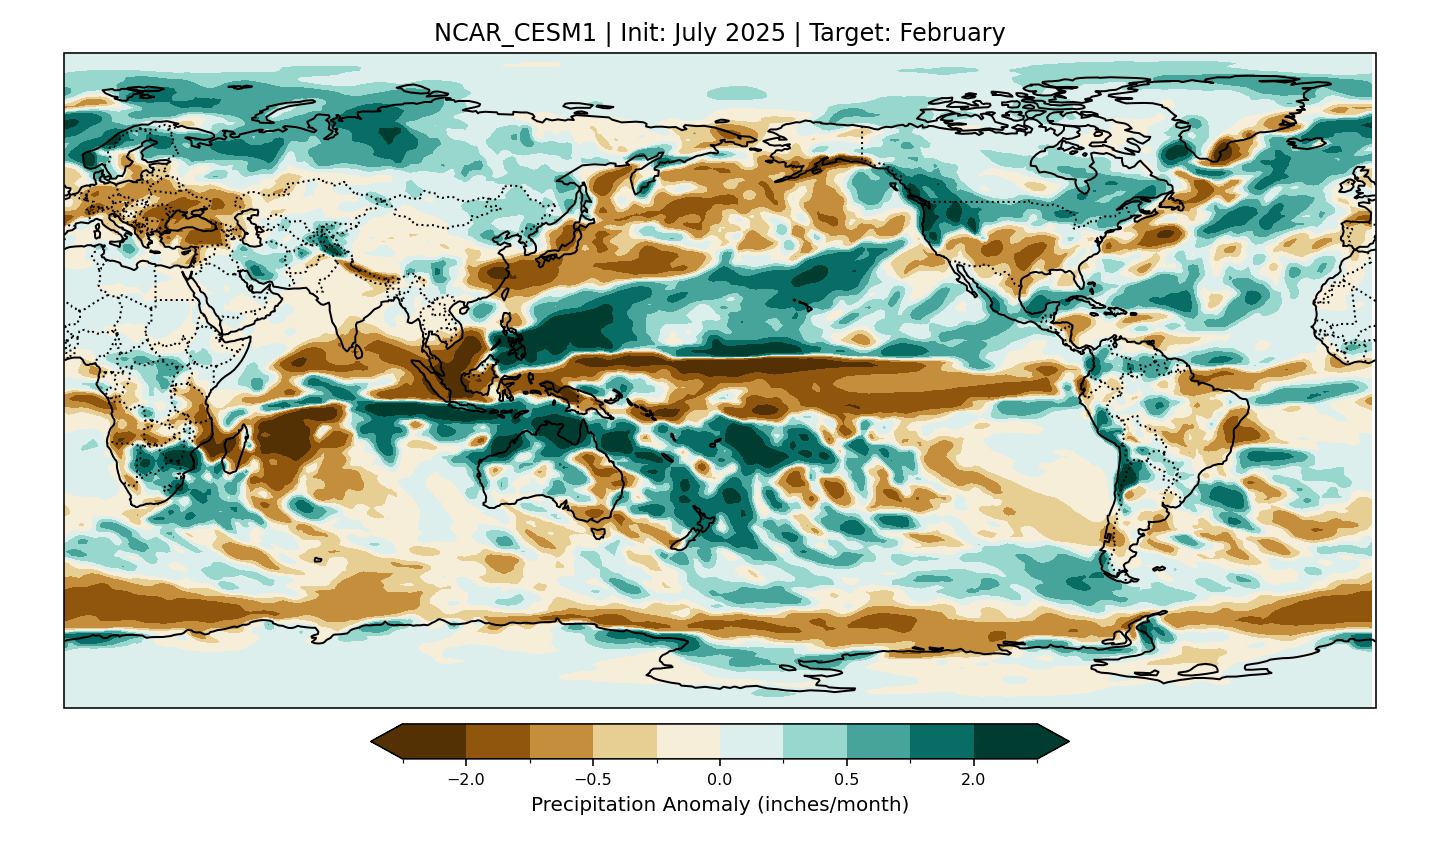 NCAR_CESM1 | Init: July 2025 | Target: February
−2.0 −0.5 0.0 0.5 2.0
Precipitation Anomaly (inches/month)